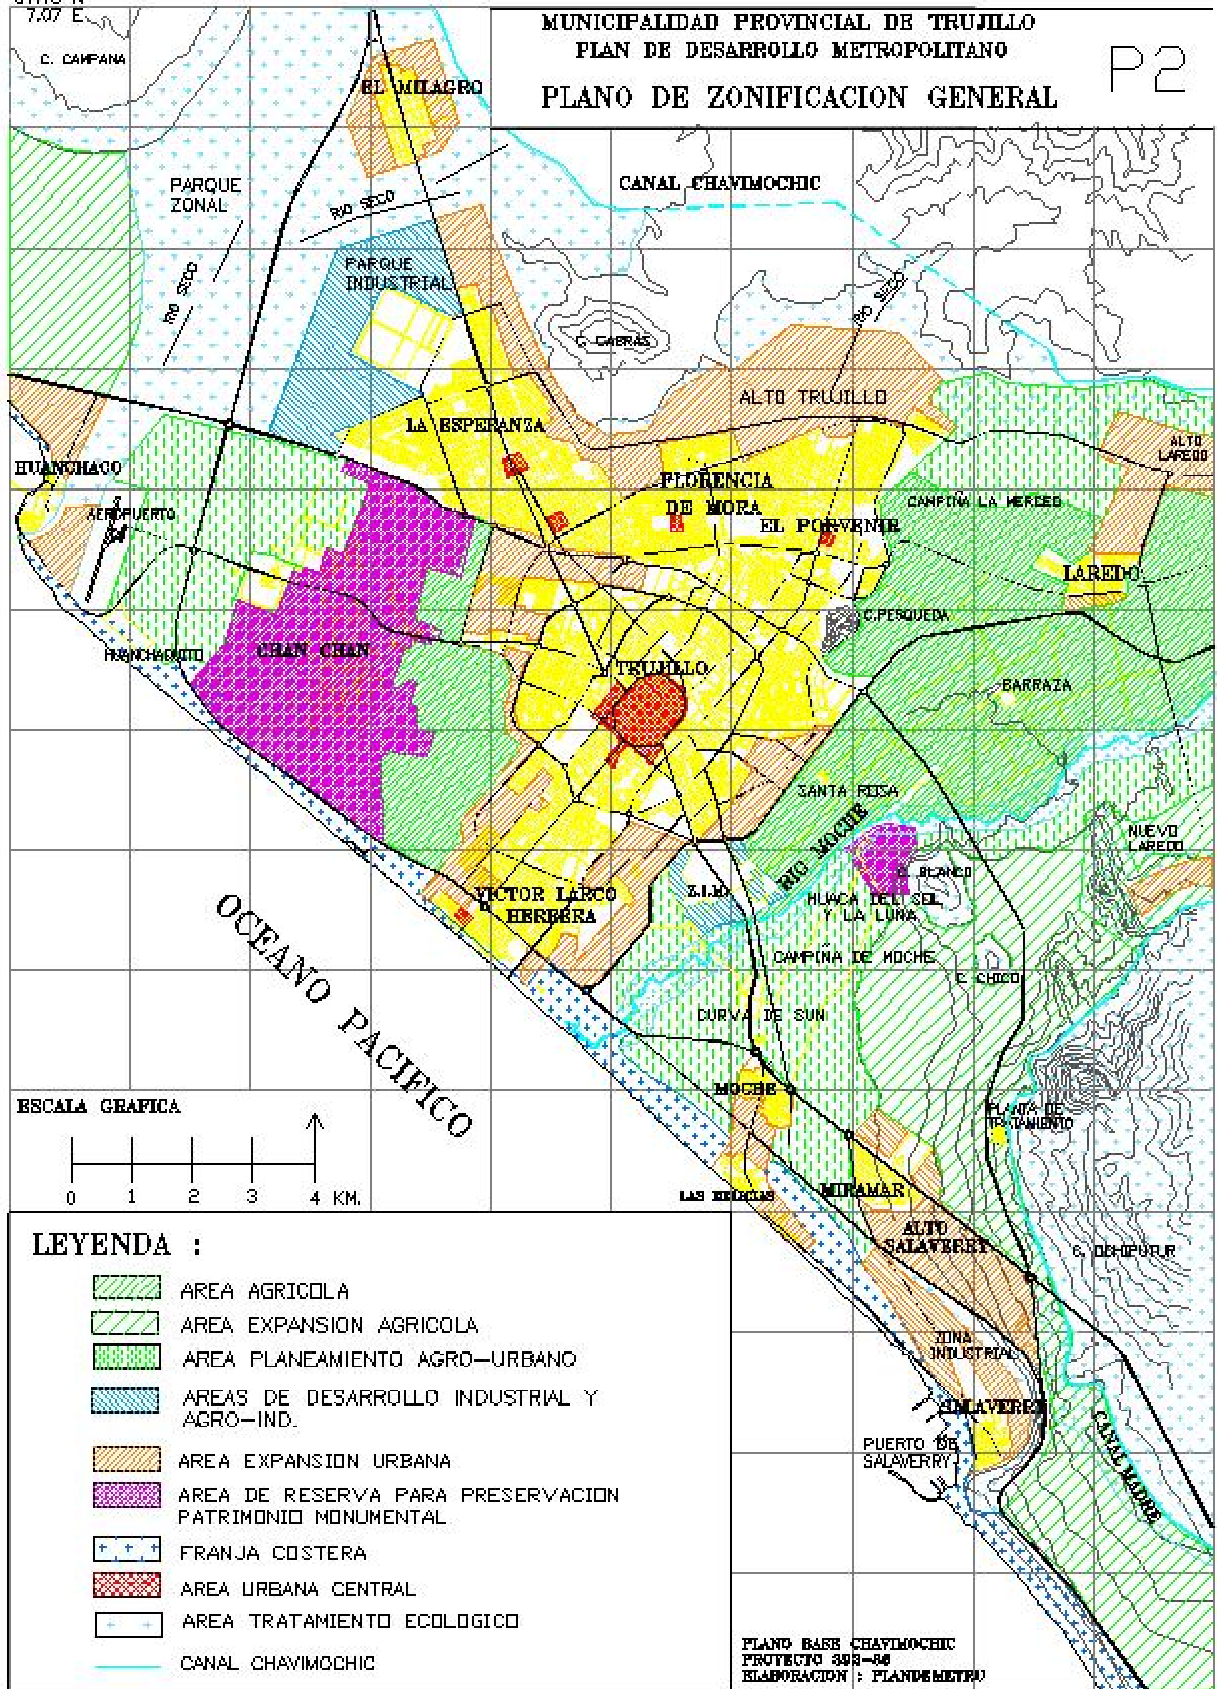 7.07 E
C. CAMPANA
MUNICIPALIDAD PROVINCIAL DE TRUJILLO
PLAN DE DESARROLLO METROPOLITANO
PLANO DE ZONIFICACION GENERAL
P2
EL MILAGRO
PARQUE
ZONAL
RIO SECO
CANAL CHAVIMOCHIC
RIO SECO
PARQUE
INDUSTRIAL
RIO SECO
C. CABRAS
ALTO TRUJILLO
LA ESPERANZA
ALTO
LAREDO
HUANCHACO
FLORENCIA
DE MORA
CAMPIÑA LA MERCED
AEROPUERTO
EL PORVENIR
LAREDO
C.PESQUEDA
HUANCHAQUITO
CHAN CHAN
TRUJILLO
BARRAZA
SANTA ROSA
RIO MOCHE
NUEVO
LAREDO
C. BLANCO
VICTOR LARCO
HERRERA
Z.I.M.
HUACA DEL SOL
Y LA LUNA
OCEANO PACIFICO
CAMPIÑA DE MOCHE
C. CHICO
CURVA DE SUN
MOCHE
PLANTA DE
TRATAMIENTO
ESCALA GRAFICA
0 1 2 3 4 KM.
LAS DELICIAS
MIRAMAR
ALTO
SALAVERRY
C. OCHIPUTUR
ZONA
INDUSTRIAL
SALAVERRY
PUERTO DE
SALAVERRY
CANAL MADRE
LEYENDA :
AREA AGRICOLA
AREA EXPANSION AGRICOLA
AREA PLANEAMIENTO AGRO-URBANO
AREAS DE DESARROLLO INDUSTRIAL Y
AGRO-IND.
AREA EXPANSION URBANA
AREA DE RESERVA PARA PRESERVACION
PATRIMONIO MONUMENTAL
FRANJA COSTERA
AREA URBANA CENTRAL
AREA TRATAMIENTO ECOLOGICO
CANAL CHAVIMOCHIC
PLANO BASE CHAVIMOCHIC
PROYECTO
ELABORACION : PLANDEMETRU